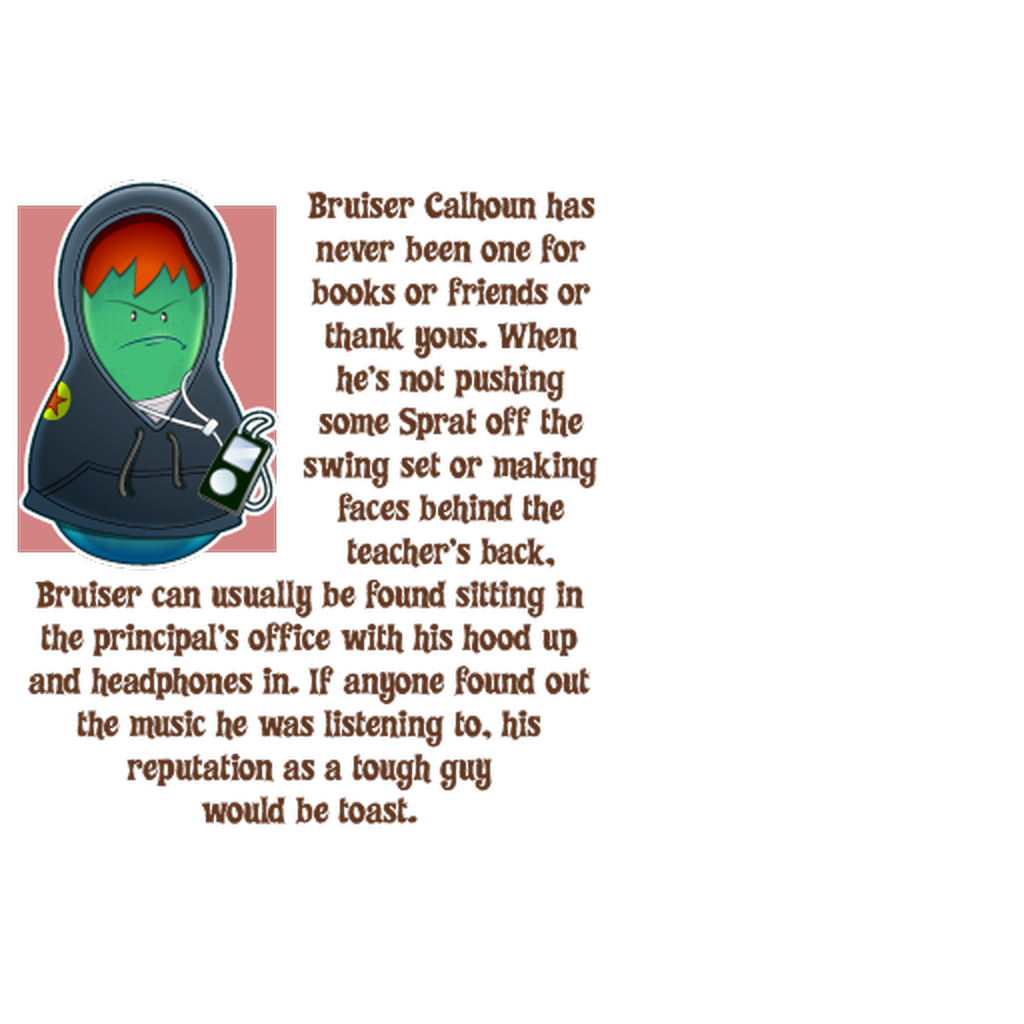 Bruiser Calhoun has
never been one for
books or friends or
thank yous. When
he's not pushing
some Sprat off the
swing set or making
faces behind the
teacher's back,
Bruiser can usually be found sitting in
the principal's office with his hood up
and headphones in. If anyone found out
the music he was listening to, his
reputation as a tough guy
would be toast.